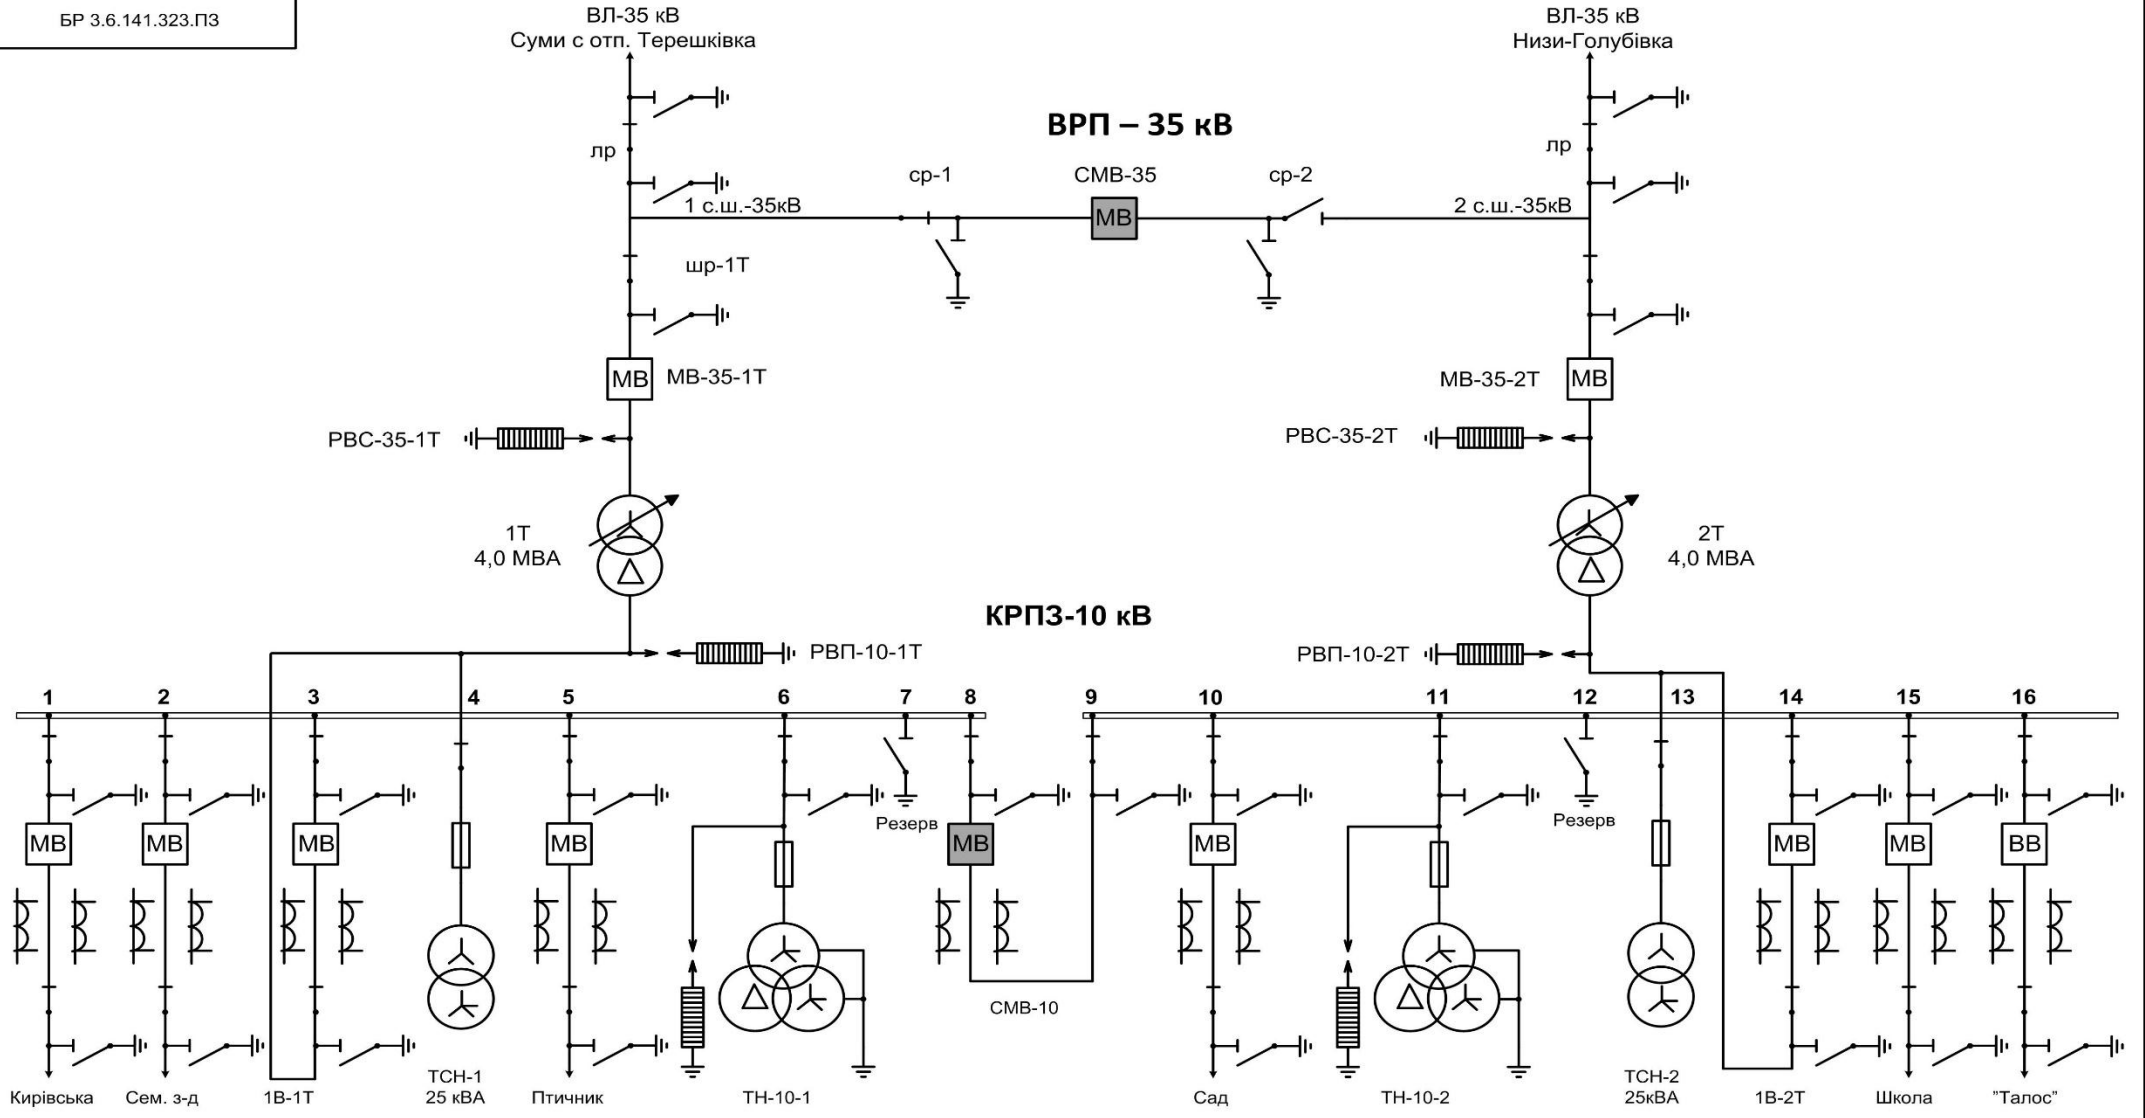 БР 3.6.141.323.ПЗ
ВЛ-35 кВ
Суми с отп. Терешківка
ВЛ-35 кВ
Низи-Голубівка
ВРП – 35 кВ
лр
лр
ср-1
СМВ-35
ср-2
1 с.ш.-35кВ
МВ
2 с.ш.-35кВ
шр-1Т
МВ
МВ-35-1Т
МВ-35-2Т
МВ
РВС-35-1Т
РВС-35-2Т
1Т
4,0 МВА
2Т
4,0 МВА
КРПЗ-10 кВ
РВП-10-1Т
РВП-10-2Т
1 2 3 4 5 6 7 8 9 10 11 12 13 14 15 16
Резерв
Резерв
МВ МВ МВ МВ МВ МВ МВ МВ ВВ
СМВ-10
Кирівська
Сем. з-д
1В-1Т
ТСН-1
25 кВА
Птичник
ТН-10-1
Сад
ТН-10-2
ТСН-2
25кВА
1В-2Т
Школа
"Талос"